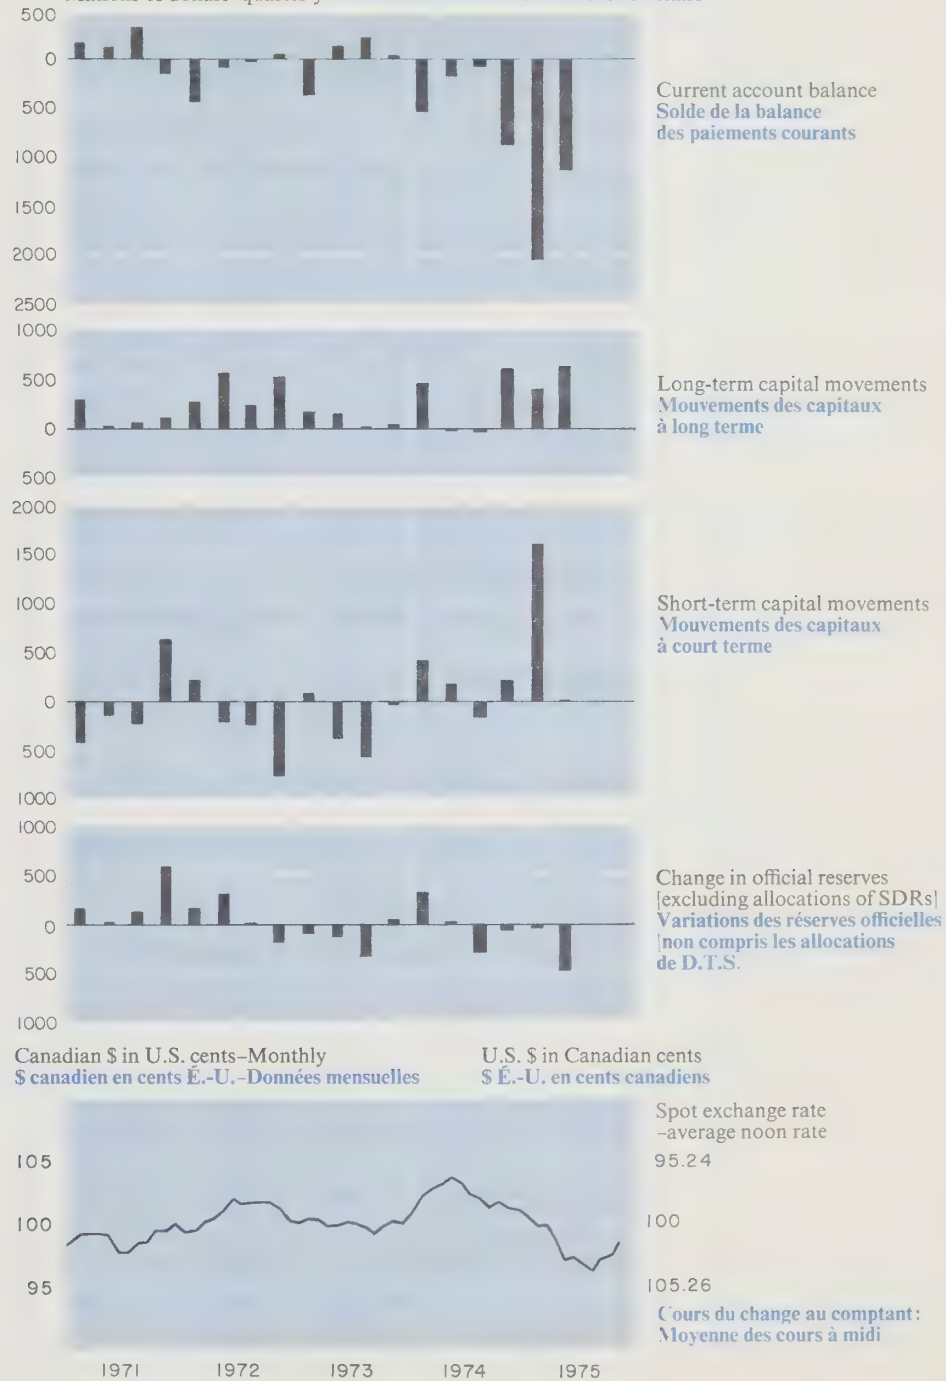 500
0
500
1000
1500
2000
2500
Current account balance
Solde de la balance
des paiements courants
1000
500
0
500
Long-term capital movements
Mouvements des capitaux
à long terme
2000
1500
1000
500
0
500
1000
Short-term capital movements
Mouvements des capitaux
à court terme
1000
500
0
500
1000
Change in official reserves
[excluding allocations of SDRs]
Variations des réserves officielles
[non compris les allocations
de D.T.S.
Canadian $ in U.S. cents–Monthly
$ canadien en cents É.-U.–Données mensuelles
U.S. $ in Canadian cents
$ É.-U. en cents canadiens
Spot exchange rate
–average noon rate
105
100
95
95.24
100
105.26
Cours du change au comptant:
Moyenne des cours à midi
1971 1972 1973 1974 1975